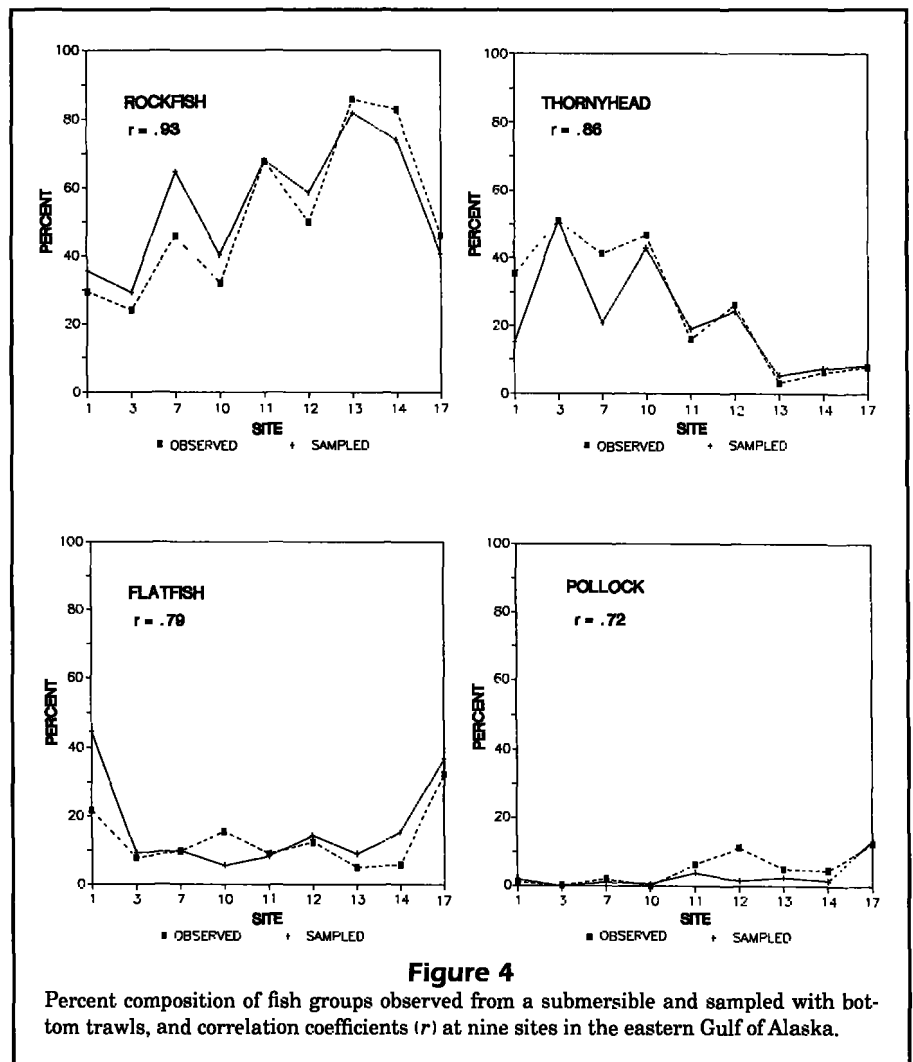 100
80
60
40
20
0
PERCENT
ROCKFISH
r = .93
1 3 7 10 11 12 13 14 17
SITE
OBSERVED SAMPLED
100
80
60
40
20
0
PERCENT
THORNYHEAD
r = .86
1 3 7 10 11 12 13 14 17
SITE
OBSERVED SAMPLED
100
80
60
40
20
0
PERCENT
FLATFISH
r = .79
1 3 7 10 11 12 13 14 17
SITE
OBSERVED SAMPLED
100
80
60
40
20
0
PERCENT
POLLOCK
r = .72
1 3 7 10 11 12 13 14 17
SITE
OBSERVED SAMPLED
Figure 4
Percent composition of fish groups observed from a submersible and sampled with bot-
tom trawls, and correlation coefficients (r) at nine sites in the eastern Gulf of Alaska.